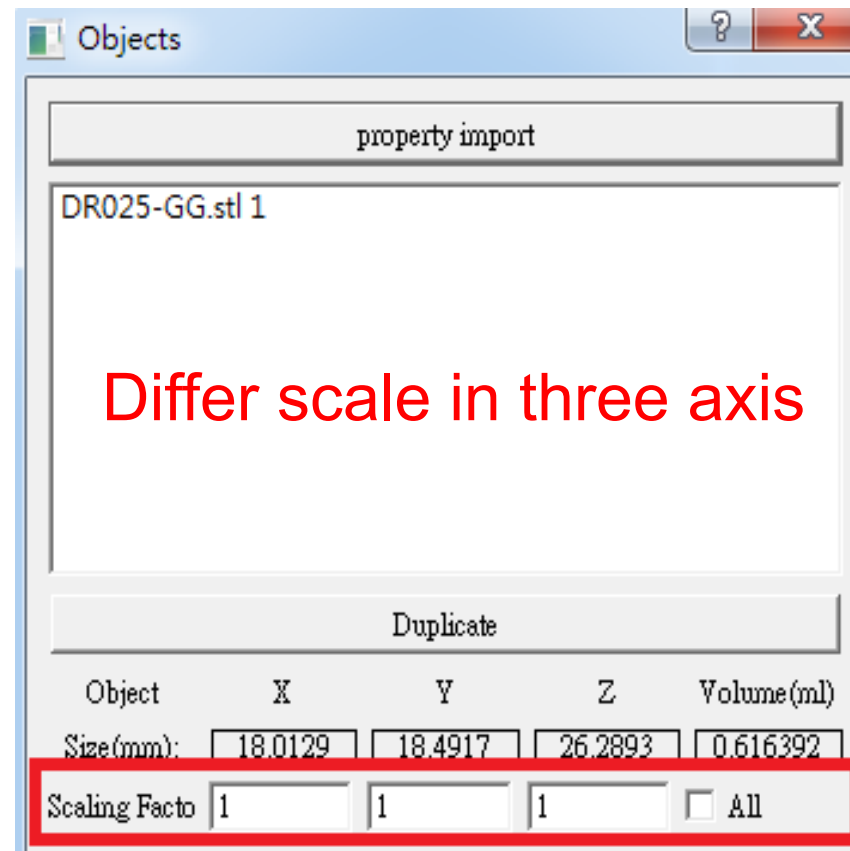 Objects
property import
DR025-GG.stl 1
Differ scale in three axis
Duplicate
Object X Y Z Volume(ml)
Size(mm): 18.0129 18.4917 26.2893 0.616392
Scaling Facto 1 1 1 All